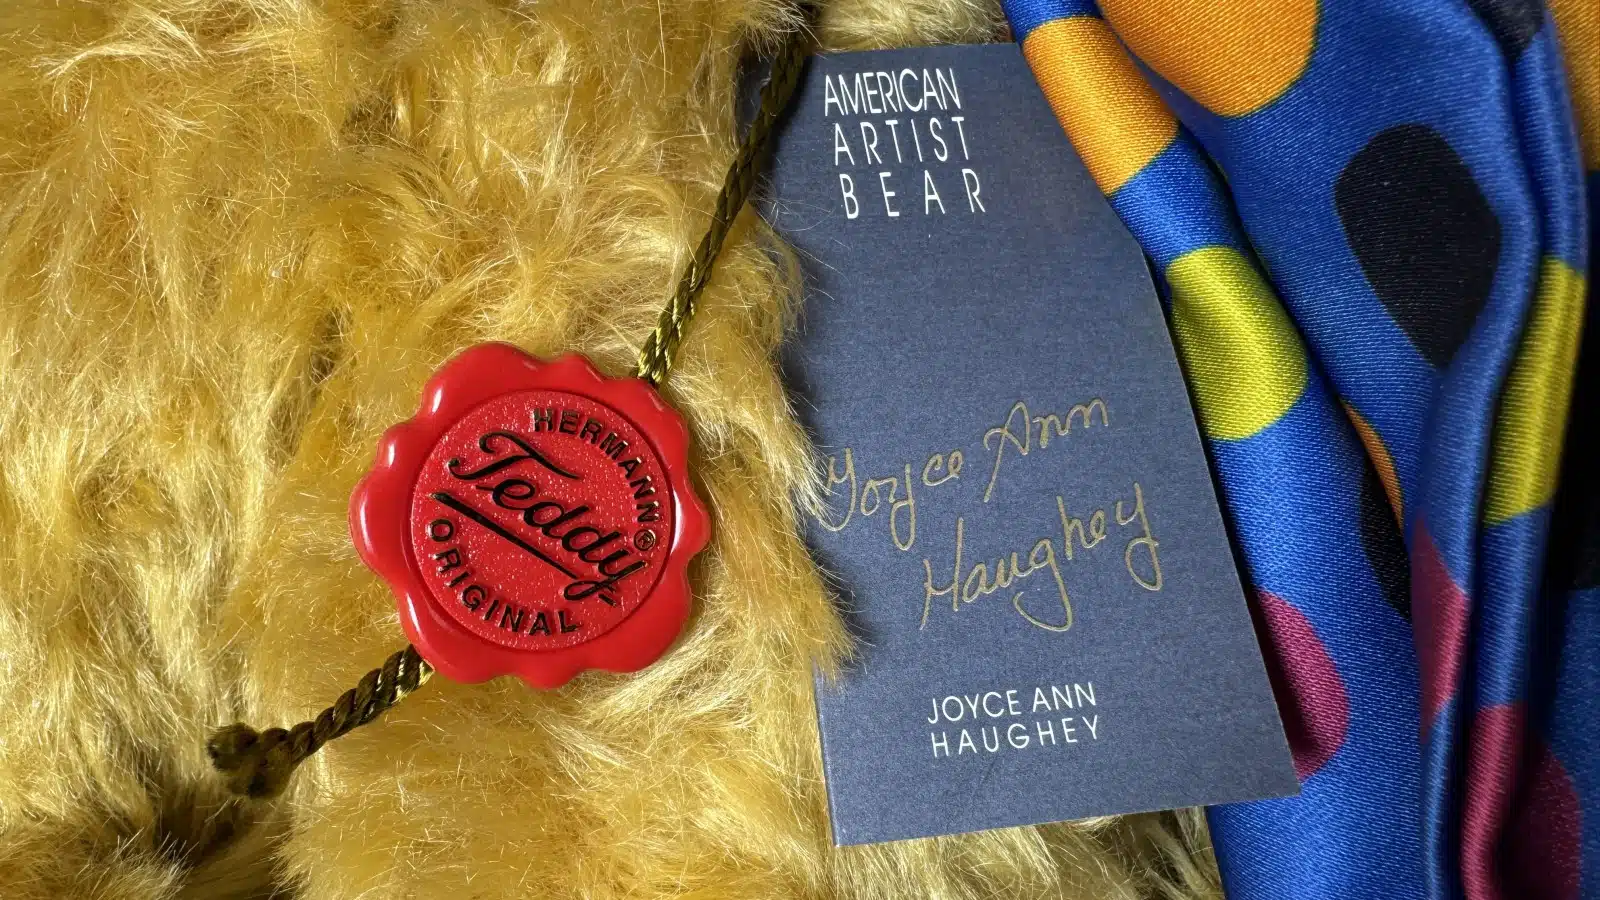 HERMANN®
Teddy
ORIGINAL
AMERICAN
ARTIST
BEAR
Joyce Ann
Haughey
JOYCE ANN
HAUGHEY